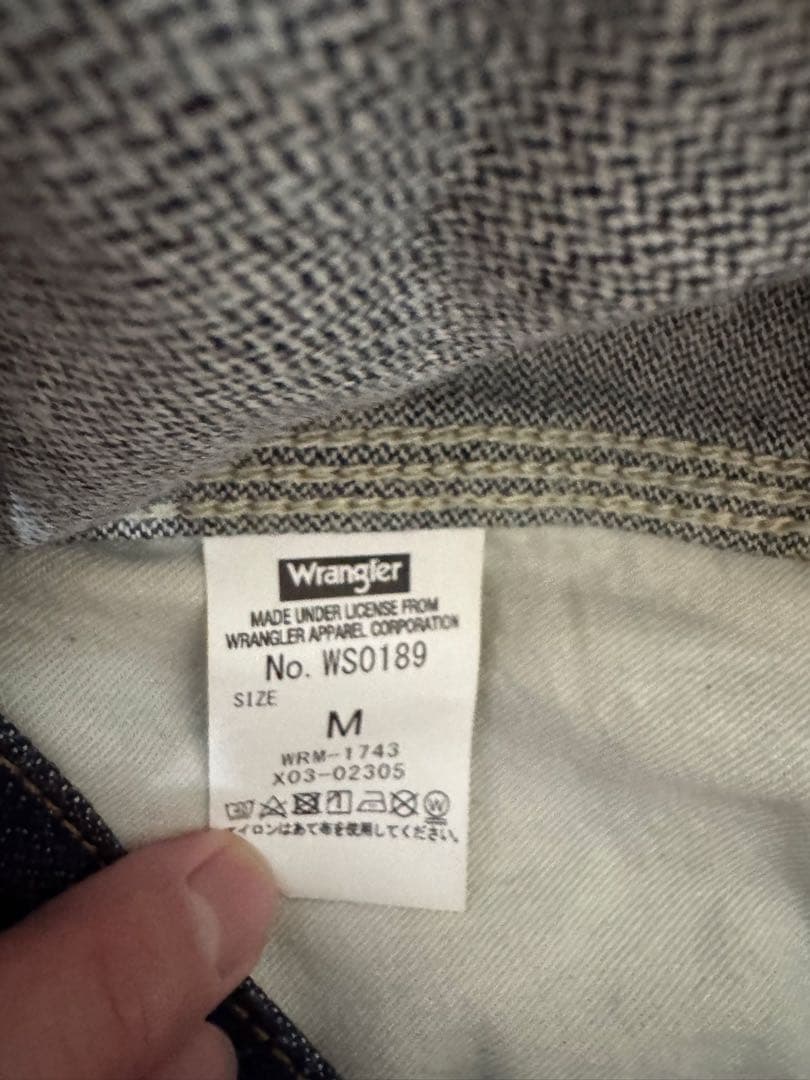 Wrangler
MADE UNDER LICENSE FROM
WRANGLER APPAREL CORPORATION
No. WS0189
SIZE
M
WRM-1743
X03-02305
W
アイロンはあて布を使用してください。